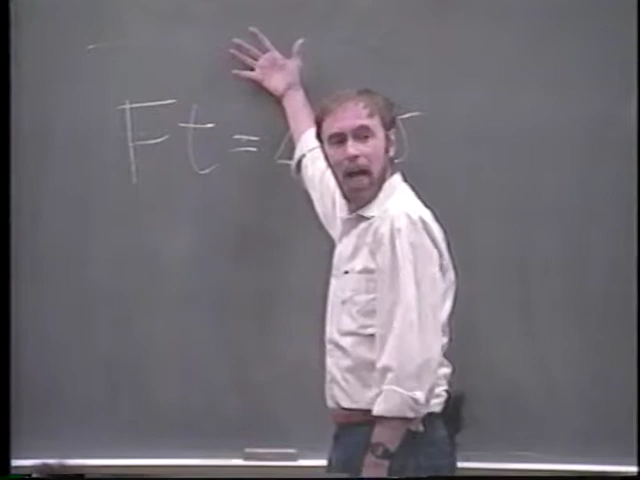 Ft =